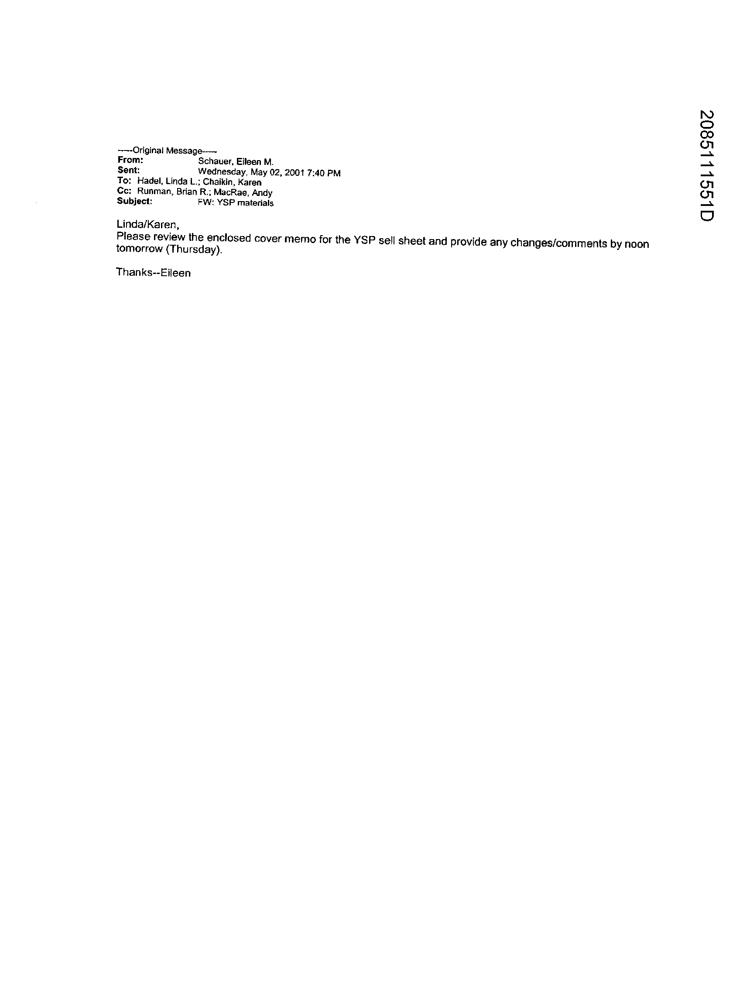 -----Original Message-----
From: Schauer, Eileen M.
Sent: Wednesday, May 02, 2001 7:40 PM
To: Hadel, Linda L.; Chaikin, Karen
Cc: Runman, Brian R.; MacRae, Andy
Subject: FW: YSP materials
Linda/Karen,
Please review the enclosed cover memo for the YSP sell sheet and provide any changes/comments by noon
tomorrow (Thursday).
Thanks--Eileen
2085111551D